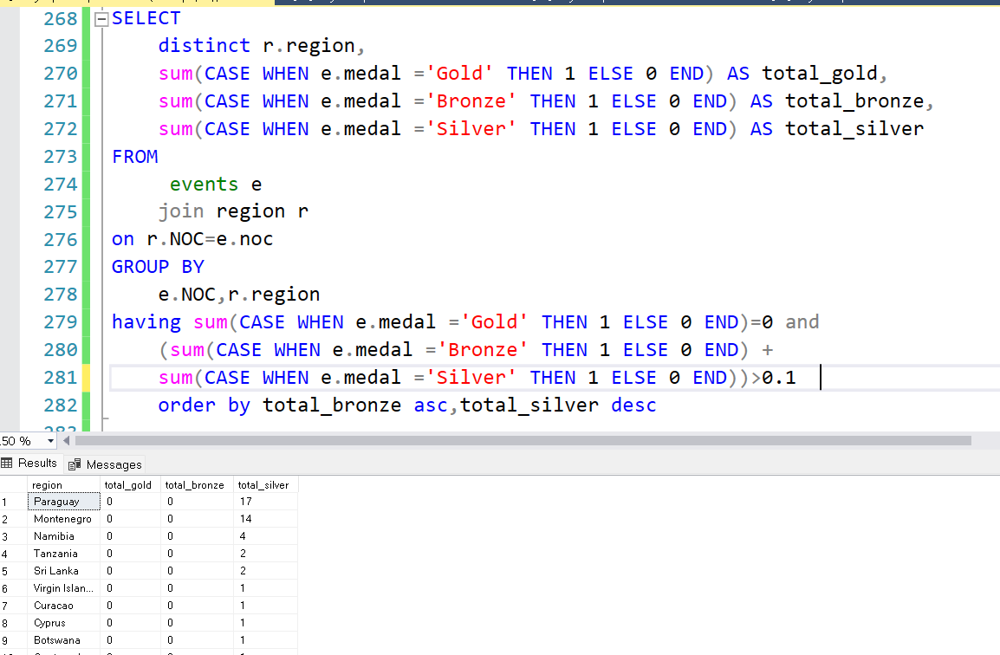 268 SELECT
269 distinct r.region,
270 sum(CASE WHEN e.medal ='Gold' THEN 1 ELSE 0 END) AS total_gold,
271 sum(CASE WHEN e.medal ='Bronze' THEN 1 ELSE 0 END) AS total_bronze,
272 sum(CASE WHEN e.medal ='Silver' THEN 1 ELSE 0 END) AS total_silver
273 FROM
274 events e
275 join region r
276 on r.NOC=e.noc
277 GROUP BY
278 e.NOC,r.region
279 having sum(CASE WHEN e.medal ='Gold' THEN 1 ELSE 0 END)=0 and
280 (sum(CASE WHEN e.medal ='Bronze' THEN 1 ELSE 0 END) +
281 sum(CASE WHEN e.medal ='Silver' THEN 1 ELSE 0 END))>0.1
282 order by total_bronze asc,total_silver desc
50 %
Results Messages
region total_gold total_bronze total_silver
1 Paraguay 0 0 17
2 Montenegro 0 0 14
3 Namibia 0 0 4
4 Tanzania 0 0 2
5 Sri Lanka 0 0 2
6 Virgin Islan... 0 0 1
7 Curacao 0 0 1
8 Cyprus 0 0 1
9 Botswana 0 0 1